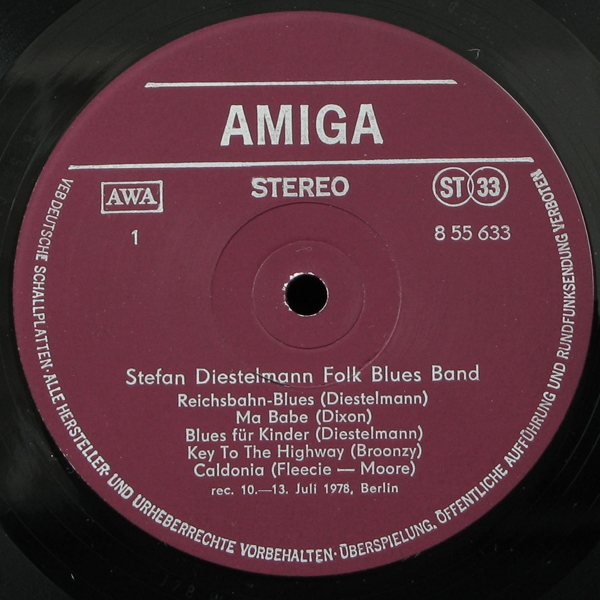 AMIGA
AWA
STEREO
ST 33
1
8 55 633
Stefan Diestelmann Folk Blues Band
Reichsbahn-Blues (Diestelmann)
Ma Babe (Dixon)
Blues für Kinder (Diestelmann)
Key To The Highway (Broonzy)
Caldonia (Fleecie — Moore)
rec. 10.—13. Juli 1978, Berlin
VEB DEUTSCHE SCHALLPLATTEN · ALLE HERSTELLER- UND URHEBERRECHTE VORBEHALTEN · ÜBERSPIELUNG, ÖFFENTLICHE AUFFÜHRUNG UND RUNDFUNKSENDUNG VERBOTEN